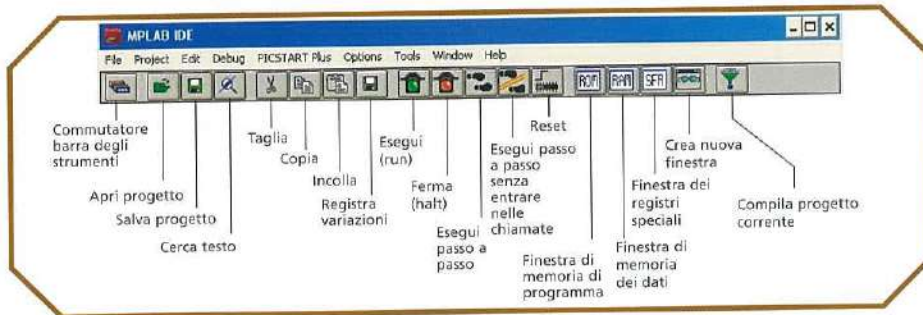 MPLAB IDE
File Project Edit Debug PICSTART Plus Options Tools Window Help
ROM RAM SFR
Commutatore
barra degli
strumenti
Apri progetto
Salva progetto
Cerca testo
Taglia
Copia
Incolla
Registra
variazioni
Esegui
(run)
Ferma
(halt)
Esegui
passo a
passo
Esegui passo
a passo
senza
entrare
nelle
chiamate
Reset
Finestra di
memoria di
programma
Finestra di
memoria
dei dati
Finestra dei
registri
speciali
Crea nuova
finestra
Compila progetto
corrente